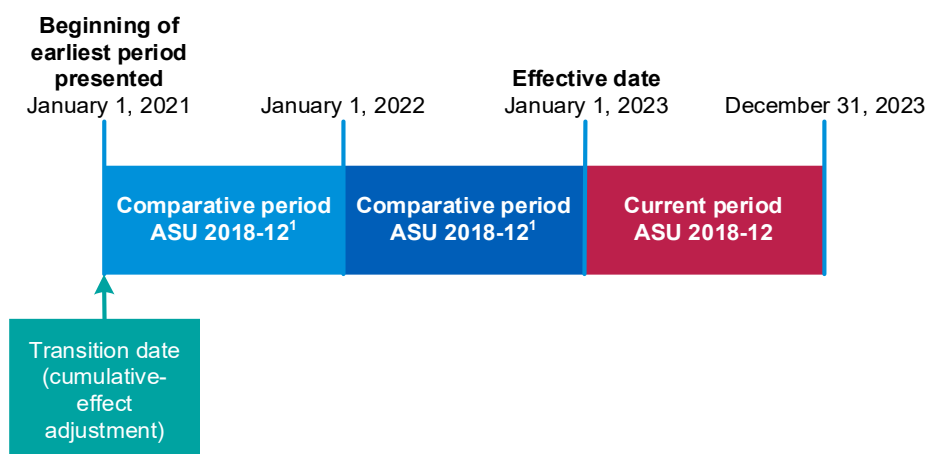 Beginning of
earliest period
presented
January 1, 2021
January 1, 2022
Effective date
January 1, 2023
December 31, 2023
Comparative period
ASU 2018-12¹
Comparative period
ASU 2018-12¹
Current period
ASU 2018-12
Transition date
(cumulative-
effect
adjustment)